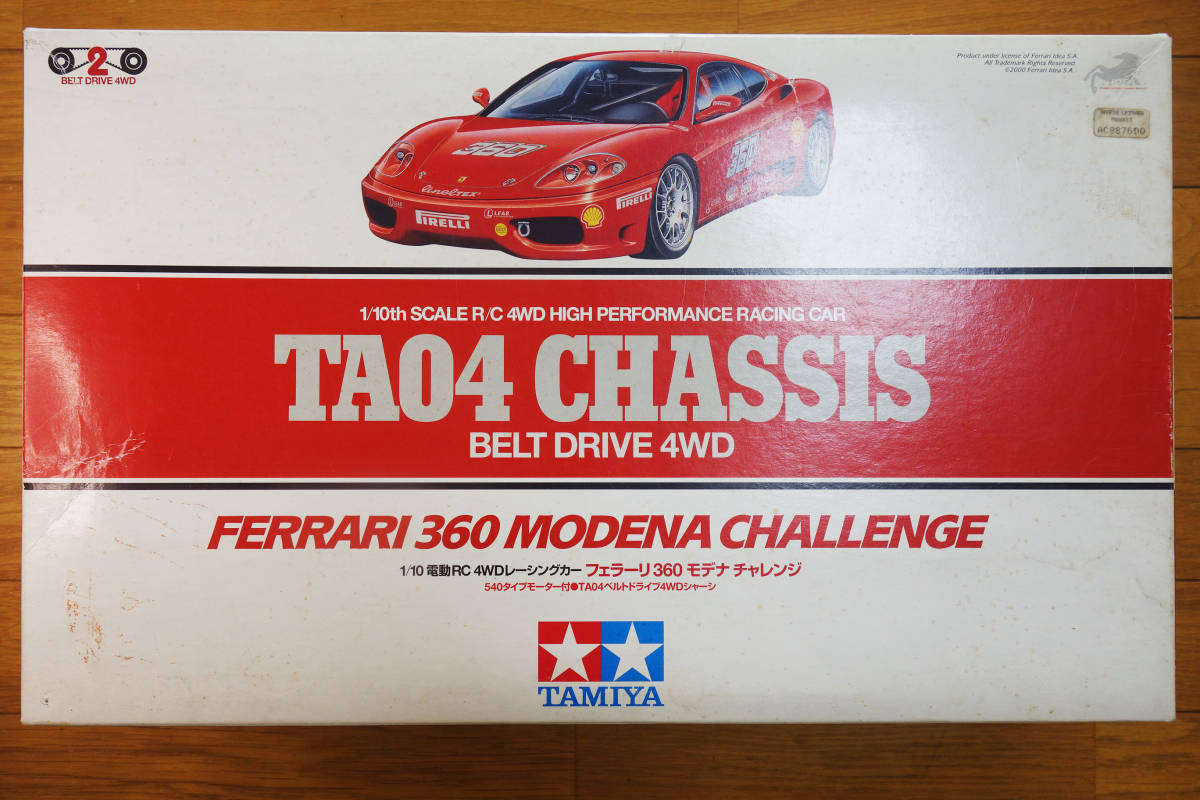 2
BELT DRIVE 4WD
Product under license of Ferrari Idea S.A.
All Trademark Rights Reserved.
©2000 Ferrari Idea S.A.
PRODUCT
AC8876DO
360
360
PIRELLI
LEAR
PIRELLI
1/10th SCALE R/C 4WD HIGH PERFORMANCE RACING CAR
TA04 CHASSIS
BELT DRIVE 4WD
FERRARI 360 MODENA CHALLENGE
1/10 電動RC 4WDレーシングカー フェラーリ 360 モデナ チャレンジ
540タイプモーター付●TA04ベルトドライブ4WDシャーシ
TAMIYA